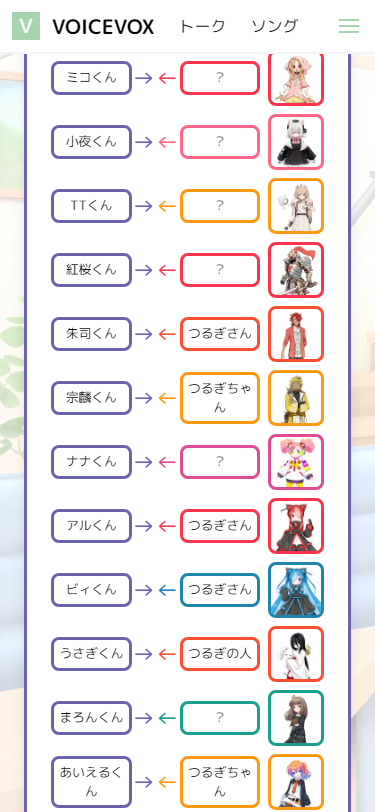 V VOICEVOX トーク ソング
ミコくん → ← ?
小夜くん → ← ?
TTくん → ← ?
紅桜くん → ← ?
朱司くん → ← つるぎさん
宗麟くん → ← つるぎちゃ
ん
ナナくん → ← ?
アルくん → ← つるぎさん
ビィくん → ← つるぎさん
うさぎくん → ← つるぎの人
まろんくん → ← ?
あいえるく → ← つるぎちゃ
ん ん